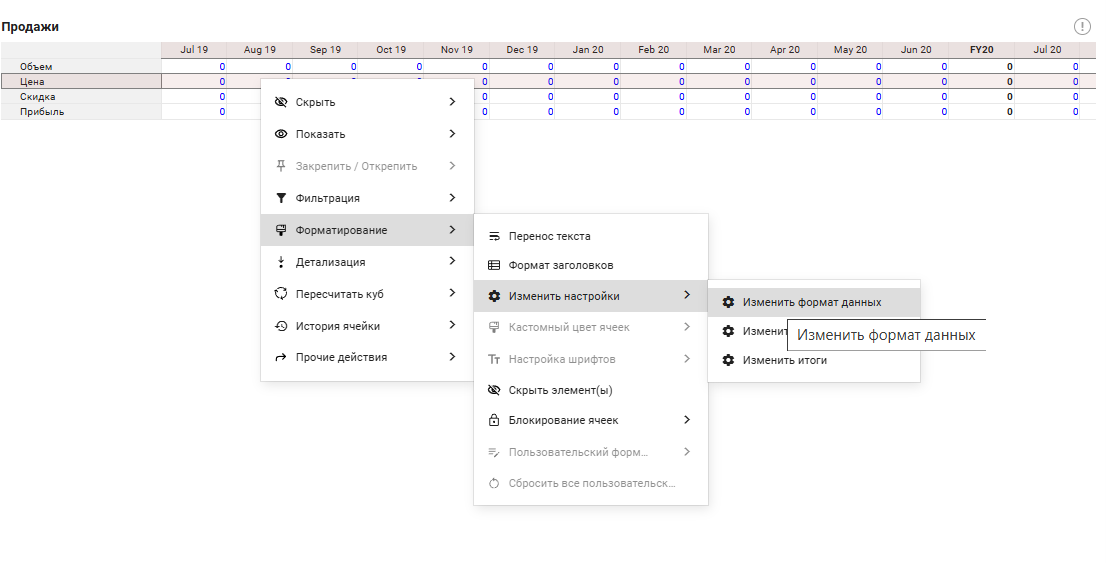 Продажи
Jul 19 Aug 19 Sep 19 Oct 19 Nov 19 Dec 19 Jan 20 Feb 20 Mar 20 Apr 20 May 20 Jun 20 FY20 Jul 20
Объем 0 0 0 0 0 0 0 0 0 0 0 0 0 0
Цена 0 0 0 0 0 0 0 0 0 0 0 0 0 0
Скидка 0 0 0 0 0 0 0 0 0 0 0
Прибыль 0 0 0 0 0 0 0 0 0 0 0
Скрыть
Показать
Закрепить / Открепить
Фильтрация
Форматирование
Детализация
Пересчитать куб
История ячейки
Прочие действия
Перенос текста
Формат заголовков
Изменить настройки
Кастомный цвет ячеек
Настройка шрифтов
Скрыть элемент(ы)
Блокирование ячеек
Пользовательский форм...
Сбросить все пользовательск...
Изменить формат данных
Изменит
Изменить формат данных
Изменить итоги